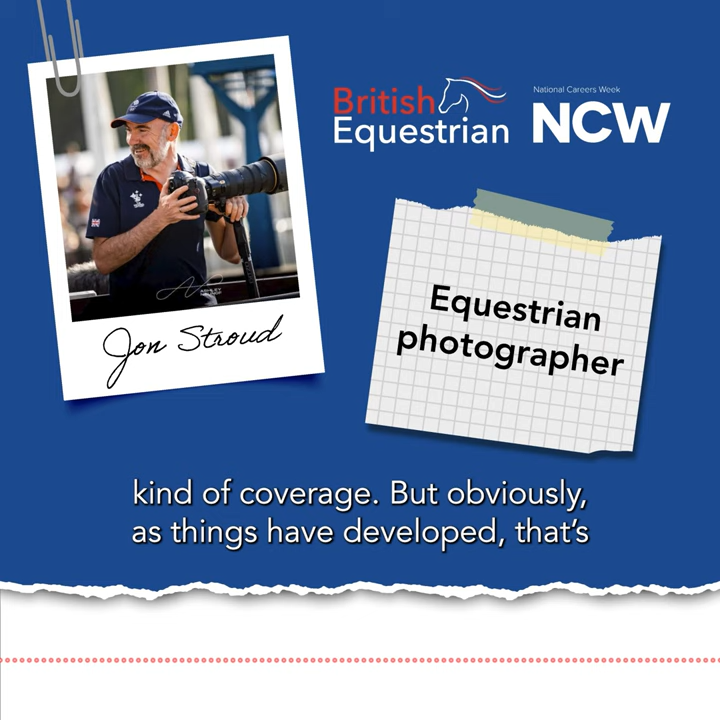 British
Equestrian
National Careers Week
NCW
Jon Stroud
Equestrian
photographer
kind of coverage. But obviously,
as things have developed, that's